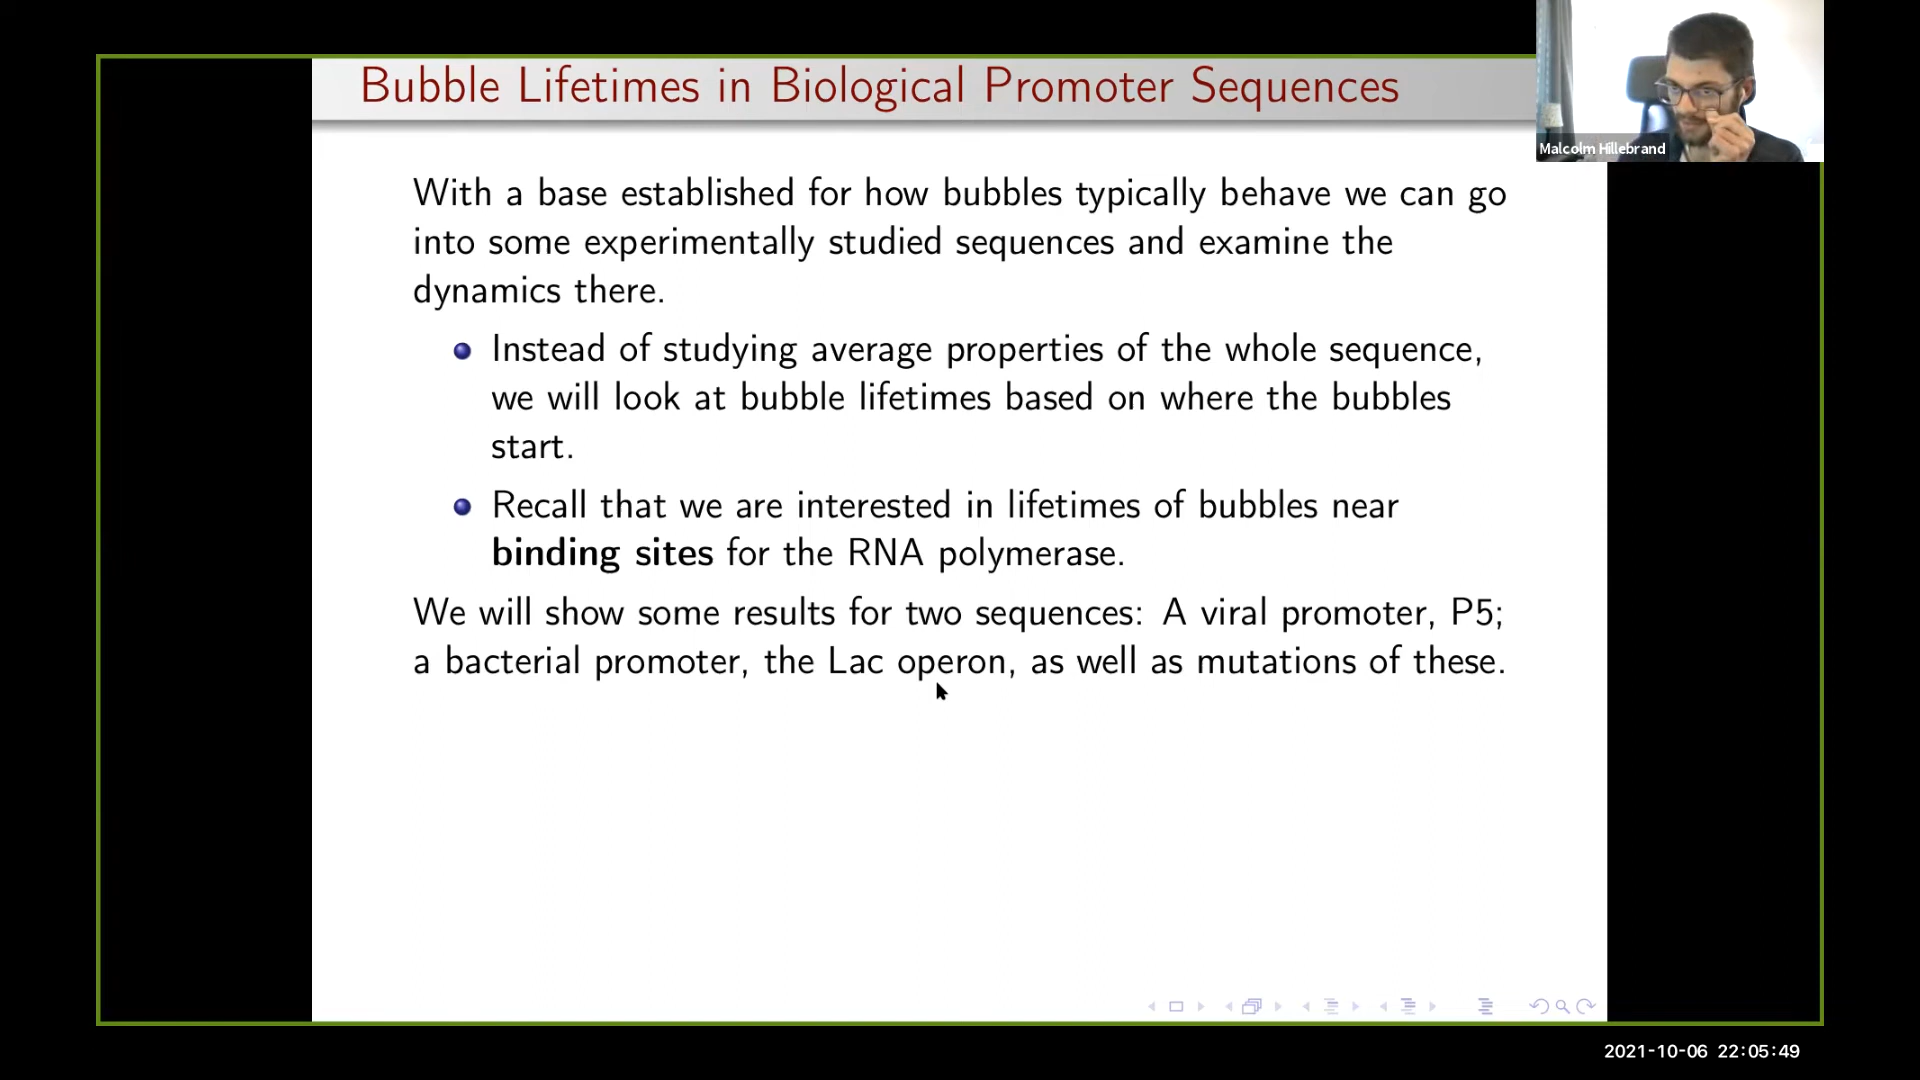 Bubble Lifetimes in Biological Promoter Sequences
Malcolm Hillebrand
With a base established for how bubbles typically behave we can go
into some experimentally studied sequences and examine the
dynamics there.
Instead of studying average properties of the whole sequence,
we will look at bubble lifetimes based on where the bubbles
start.
Recall that we are interested in lifetimes of bubbles near
binding sites for the RNA polymerase.
We will show some results for two sequences: A viral promoter, P5;
a bacterial promoter, the Lac operon, as well as mutations of these.
2021-10-06 22:05:49